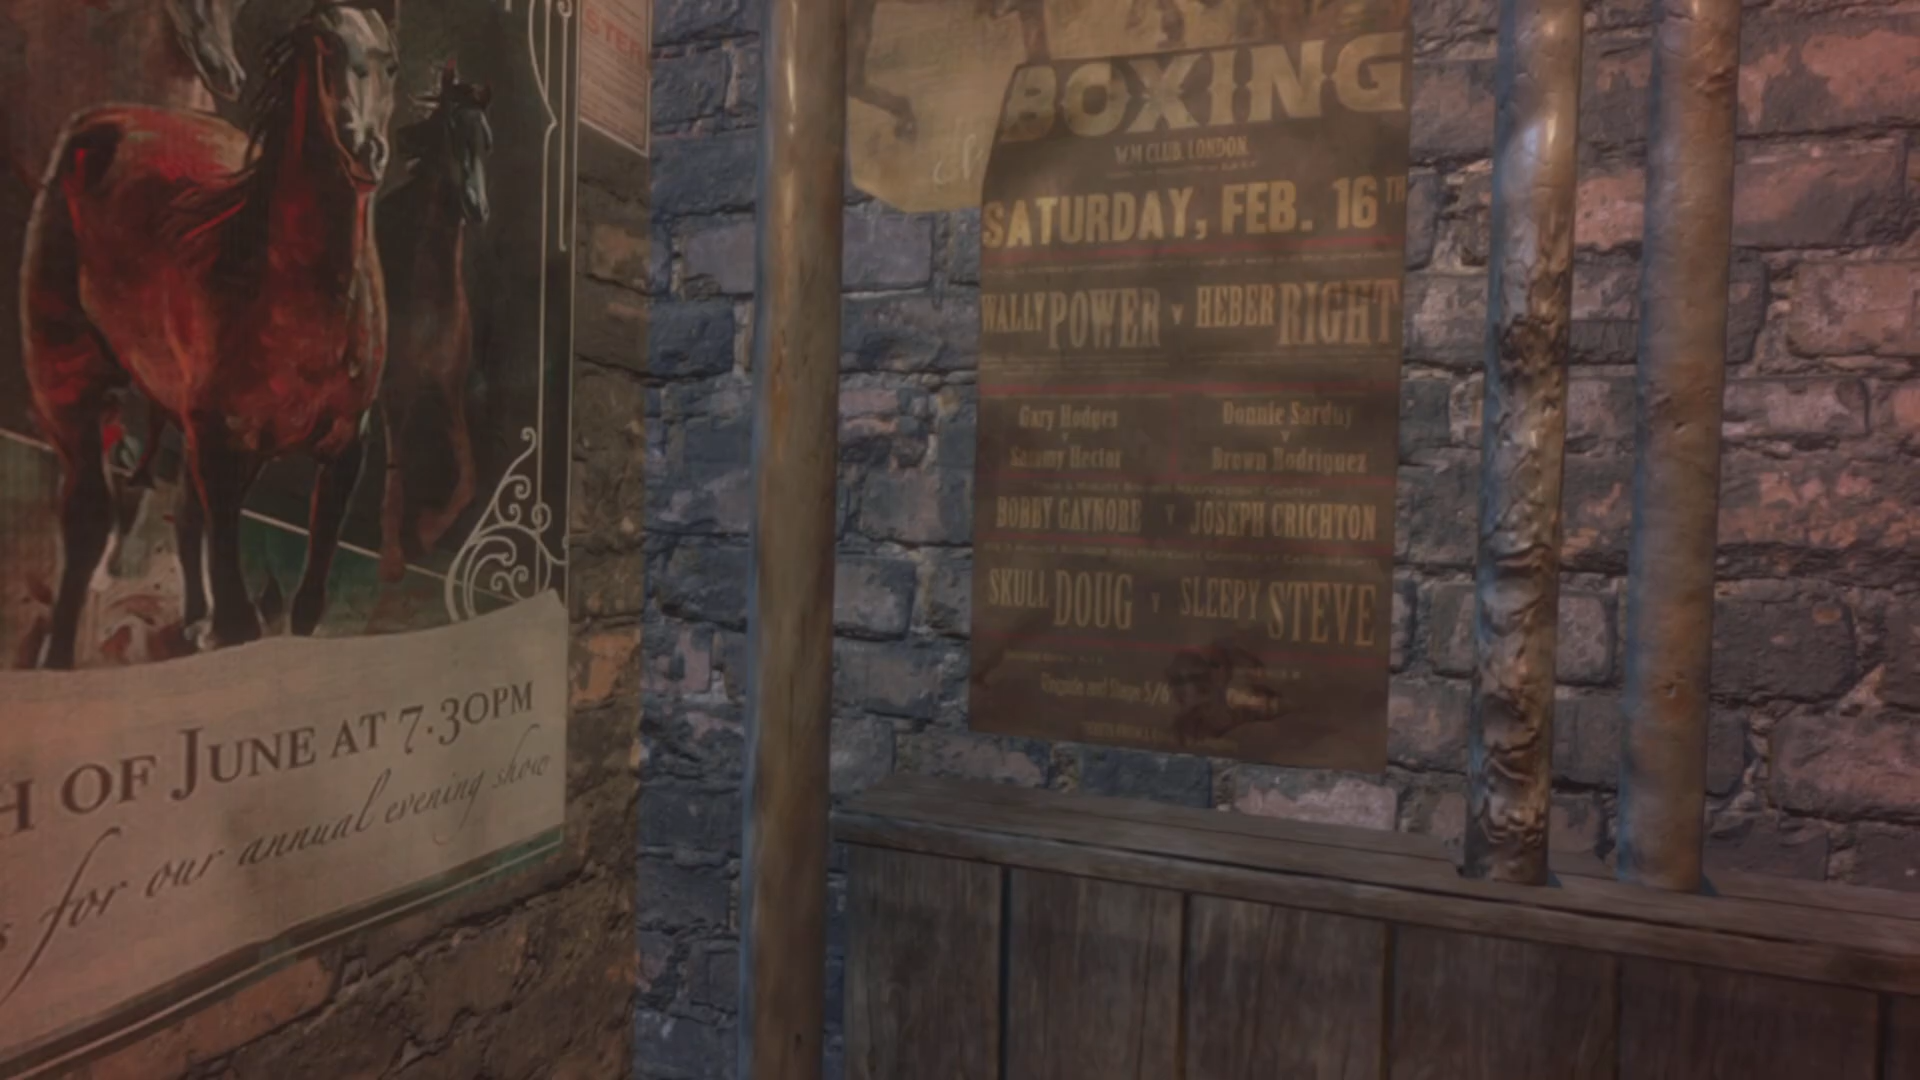 STER
H OF JUNE AT 7.30PM
for our annual evening show
BOXING
W.M CLUB, LONDON
SATURDAY, FEB. 16TH
WALLY POWER V HEBER RIGHT
Gary Hodges
V
Sammy Hector
Donnie Sarduy
V
Brown Rodriguez
BOBBY GAYNORE V JOSEPH CRICHTON
SKULL DOUG V SLEEPY STEVE